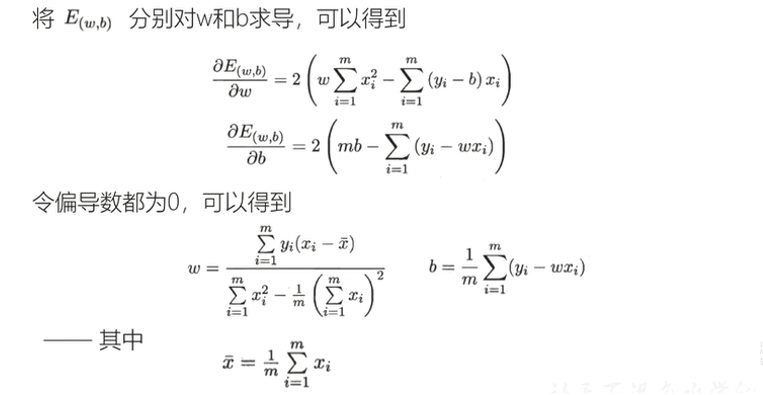 将 E_{(w,b)} 分别对w和b求导，可以得到
\frac{\partial E_{(w,b)}}{\partial w} = 2\left(w\sum_{i=1}^{m} x_i^2 - \sum_{i=1}^{m}(y_i - b)x_i\right)
\frac{\partial E_{(w,b)}}{\partial b} = 2\left(mb - \sum_{i=1}^{m}(y_i - wx_i)\right)
令偏导数都为0，可以得到
w = \frac{\sum_{i=1}^{m} y_i(x_i - \bar{x})}{\sum_{i=1}^{m} x_i^2 - \frac{1}{m}\left(\sum_{i=1}^{m} x_i\right)^2} b = \frac{1}{m}\sum_{i=1}^{m}(y_i - wx_i)
—— 其中 \bar{x} = \frac{1}{m}\sum_{i=1}^{m} x_i